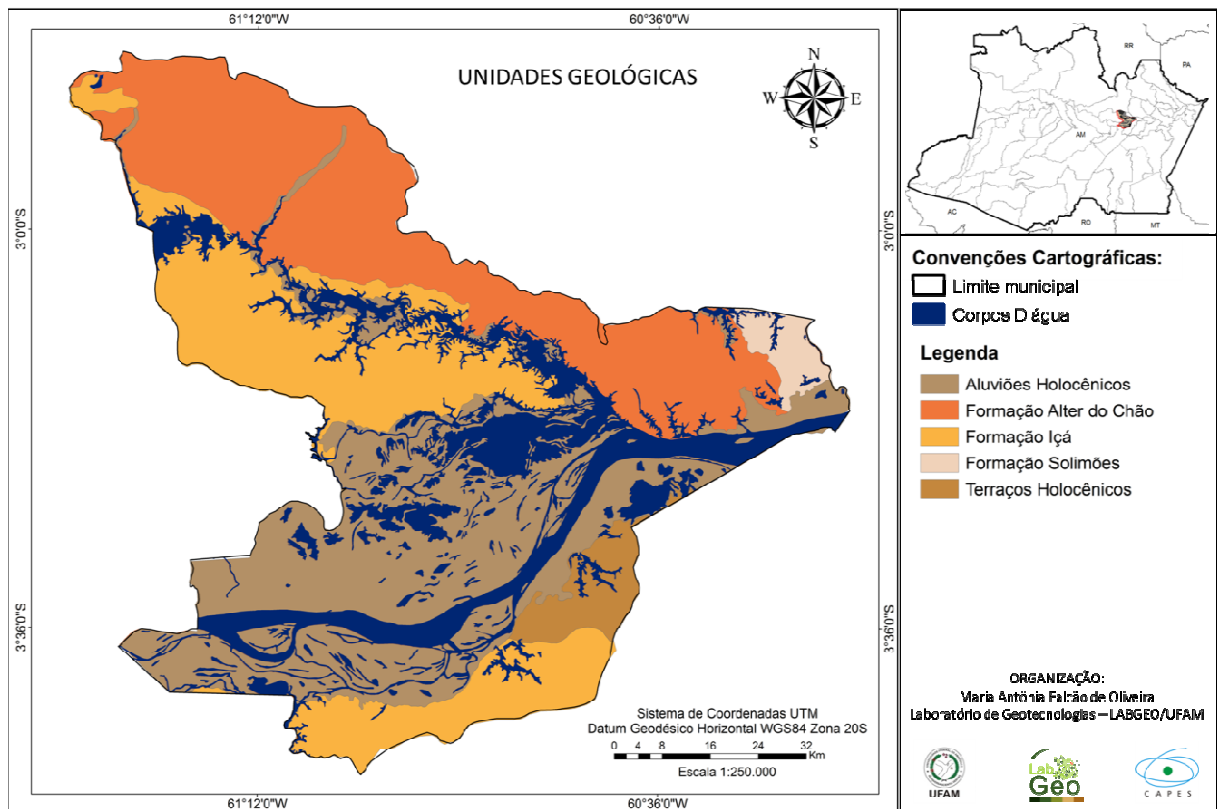 61°12'0"W
60°36'0"W
UNIDADES GEOLÓGICAS
N
W
E
S
3°0'0"S
3°0'0"S
3°36'0"S
3°36'0"S
Sistema de Coordenadas UTM
Datum Geodésico Horizontal WGS84 Zona 20S
0 4 8 16 24 32
Km
Escala 1:250.000
61°12'0"W
60°36'0"W
RR
PA
AM
AC
RO
MT
Convenções Cartográficas:
Limite municipal
Corpos D água
Legenda
Aluviões Holocênicos
Formação Alter do Chão
Formação Içá
Formação Solimões
Terraços Holocênicos
ORGANIZAÇÃO:
Maria Antônia Falcão de Oliveira
Laboratório de Geotecnologias – LABGEO/UFAM
UFAM
Lab
Geo
CAPES